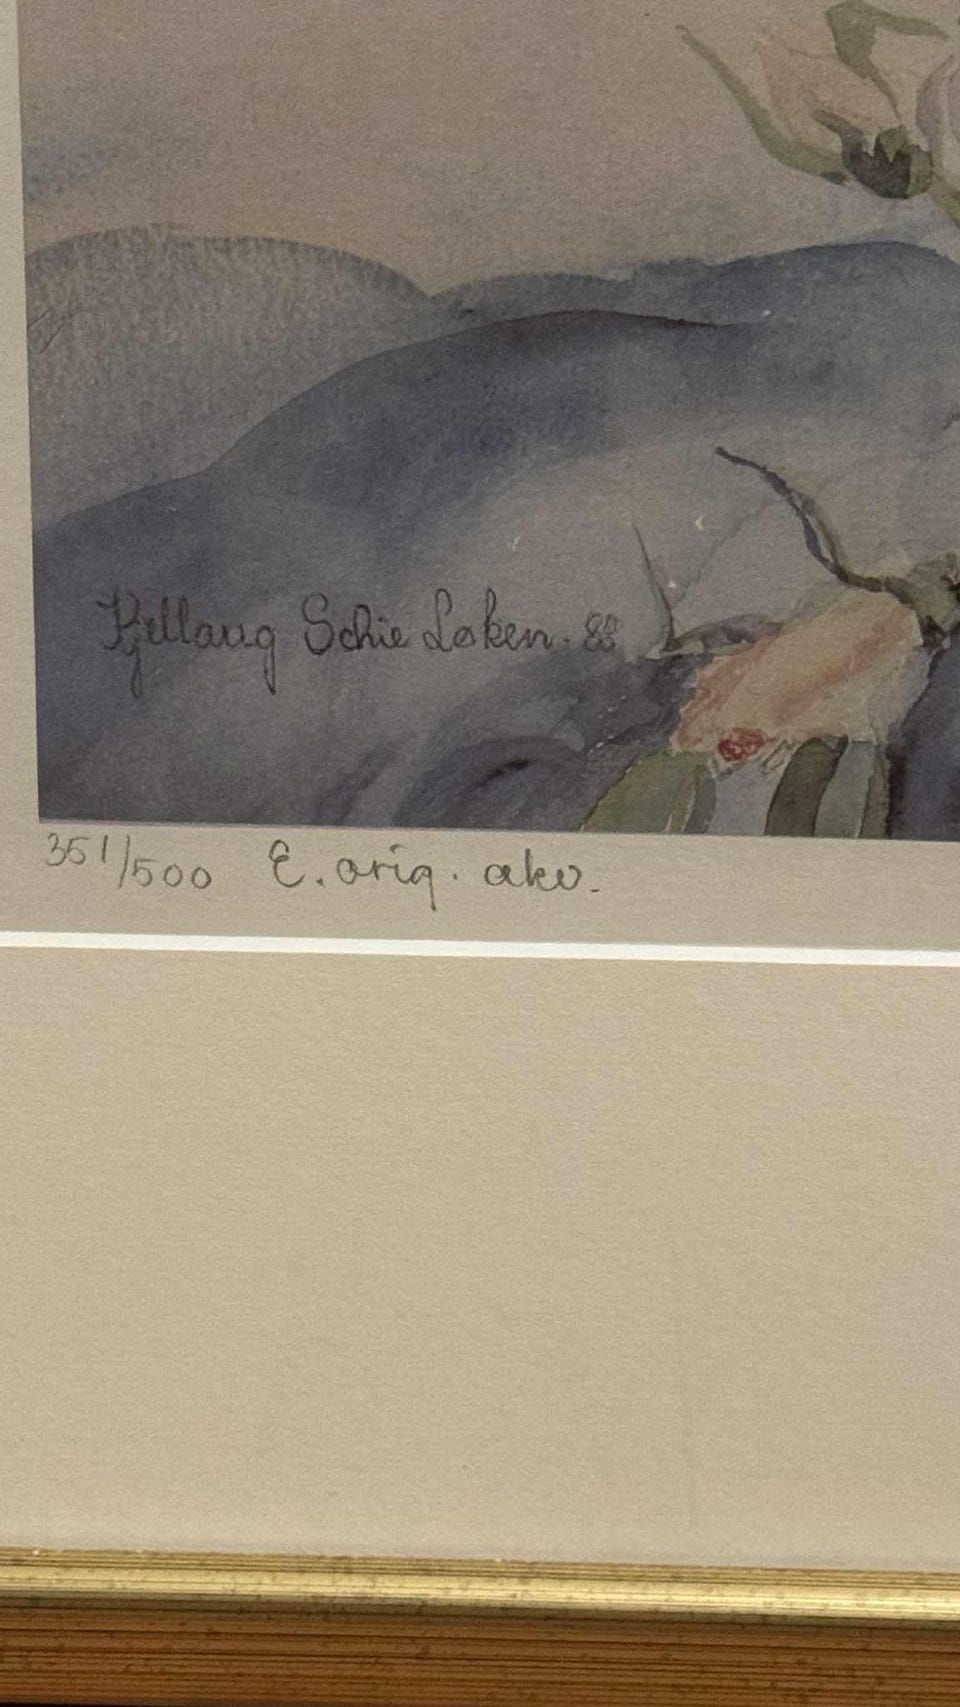 Kjellaug Schie Løken. 88
351/500 E. orig. akv.